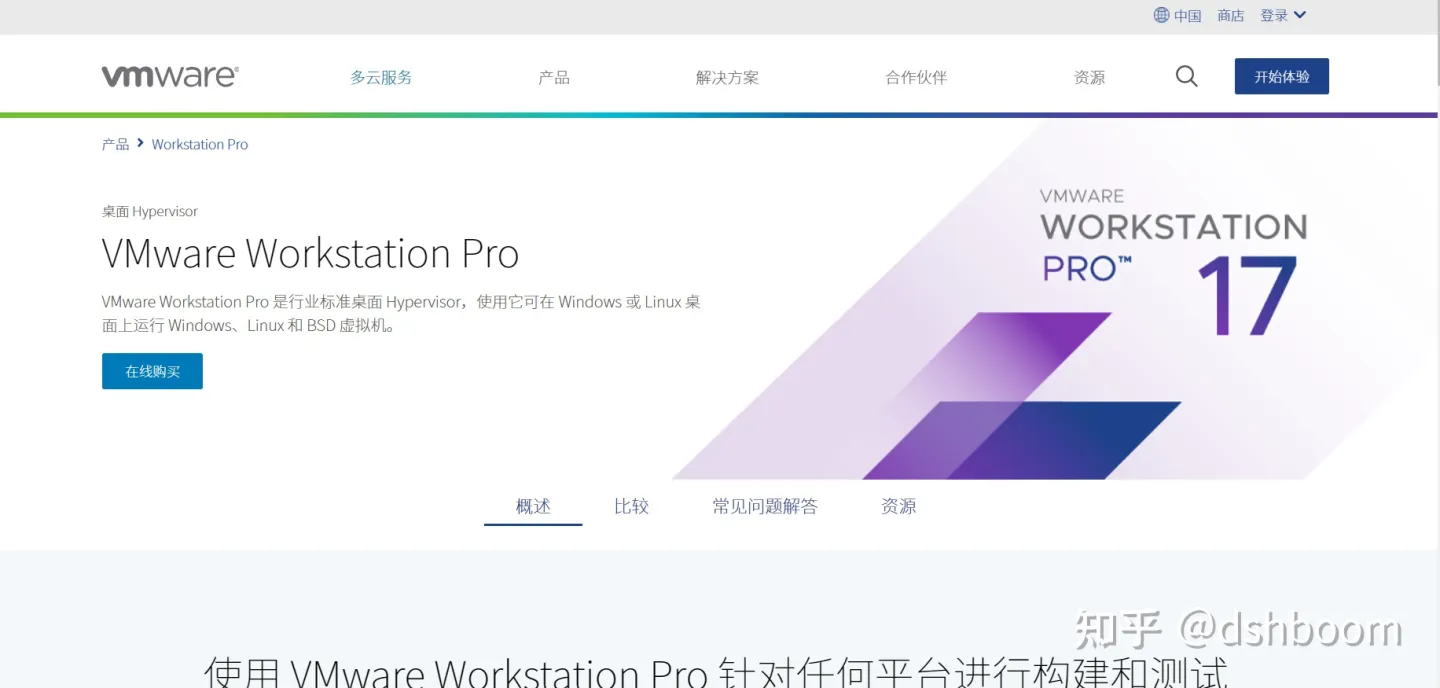 中国 商店 登录
vmware® 多云服务 产品 解决方案 合作伙伴 资源 开始体验
产品 Workstation Pro
桌面 Hypervisor
VMware Workstation Pro
VMware Workstation Pro 是行业标准桌面 Hypervisor，使用它可在 Windows 或 Linux 桌
面上运行 Windows、Linux 和 BSD 虚拟机。
在线购买
VMWARE
WORKSTATION
PRO™ 17
概述 比较 常见问题解答 资源
知乎 @dshboom
使用 VMware Workstation Pro 针对任何平台进行构建和测试